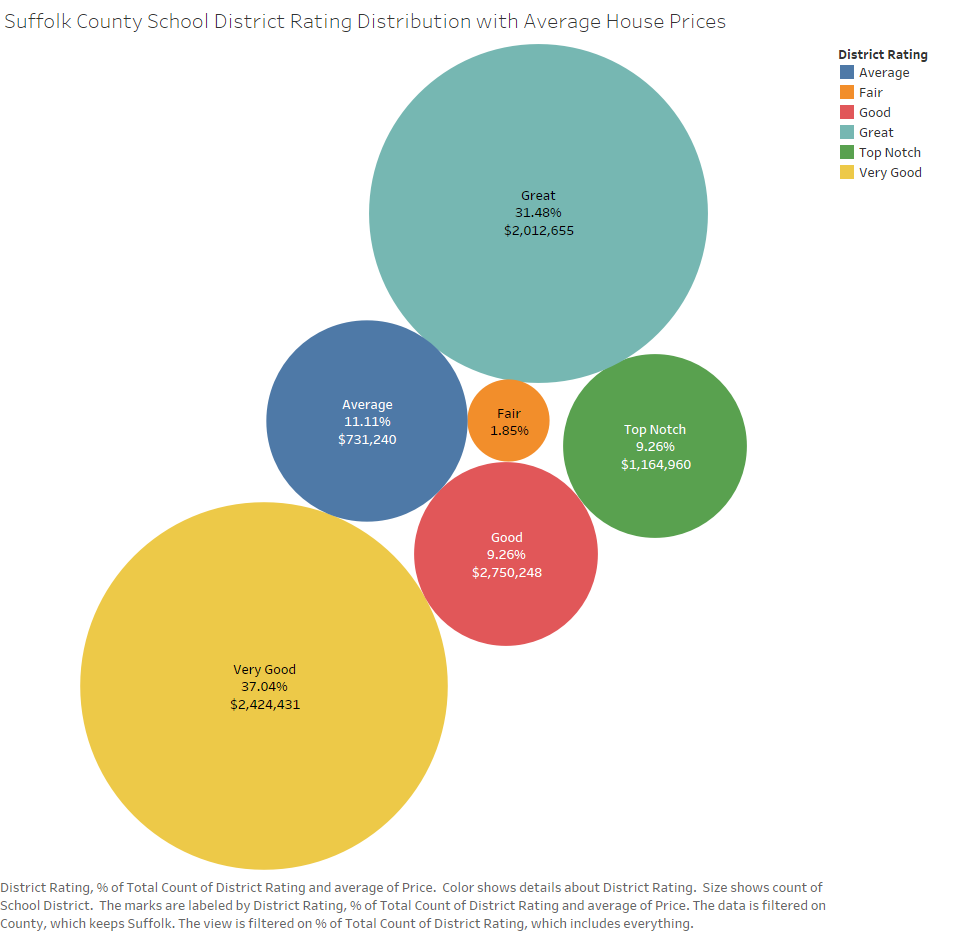 Suffolk County School District Rating Distribution with Average House Prices
District Rating
Average
Fair
Good
Great
Top Notch
Very Good
Great
31.48%
$2,012,655
Average
11.11%
$731,240
Fair
1.85%
Top Notch
9.26%
$1,164,960
Good
9.26%
$2,750,248
Very Good
37.04%
$2,424,431
District Rating, % of Total Count of District Rating and average of Price.  Color shows details about District Rating.  Size shows count of
School District.  The marks are labeled by District Rating, % of Total Count of District Rating and average of Price. The data is filtered on
County, which keeps Suffolk. The view is filtered on % of Total Count of District Rating, which includes everything.